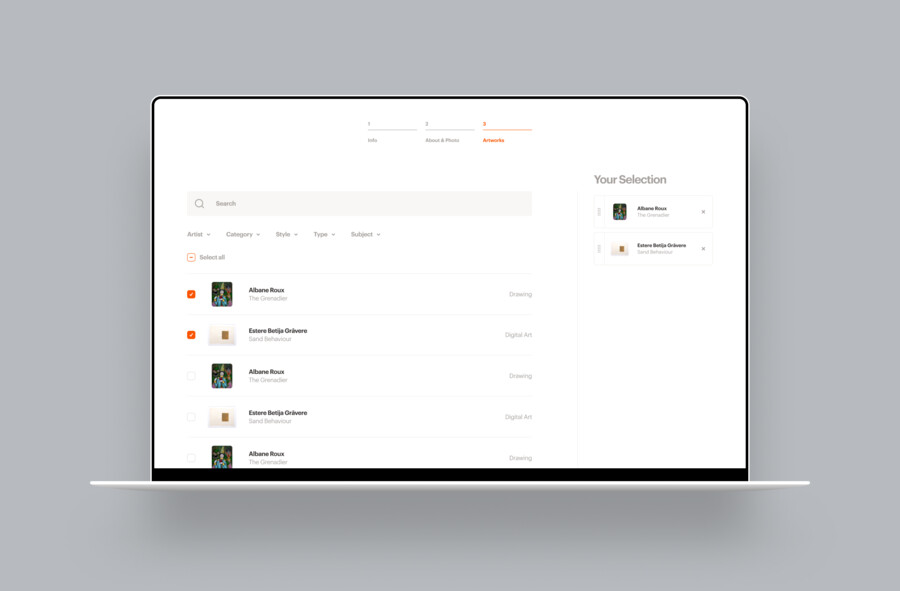 1
2
3
Info
About & Photo
Artworks
Your Selection
Search
Artist
Category
Style
Type
Subject
Select all
Albane Roux
The Grenadier
Drawing
Estere Betija Grāvere
Sand Behaviour
Digital Art
Albane Roux
The Grenadier
Drawing
Estere Betija Grāvere
Sand Behaviour
Digital Art
Albane Roux
The Grenadier
Drawing
Albane Roux
The Grenadier
Estere Betija Grāvere
Sand Behaviour